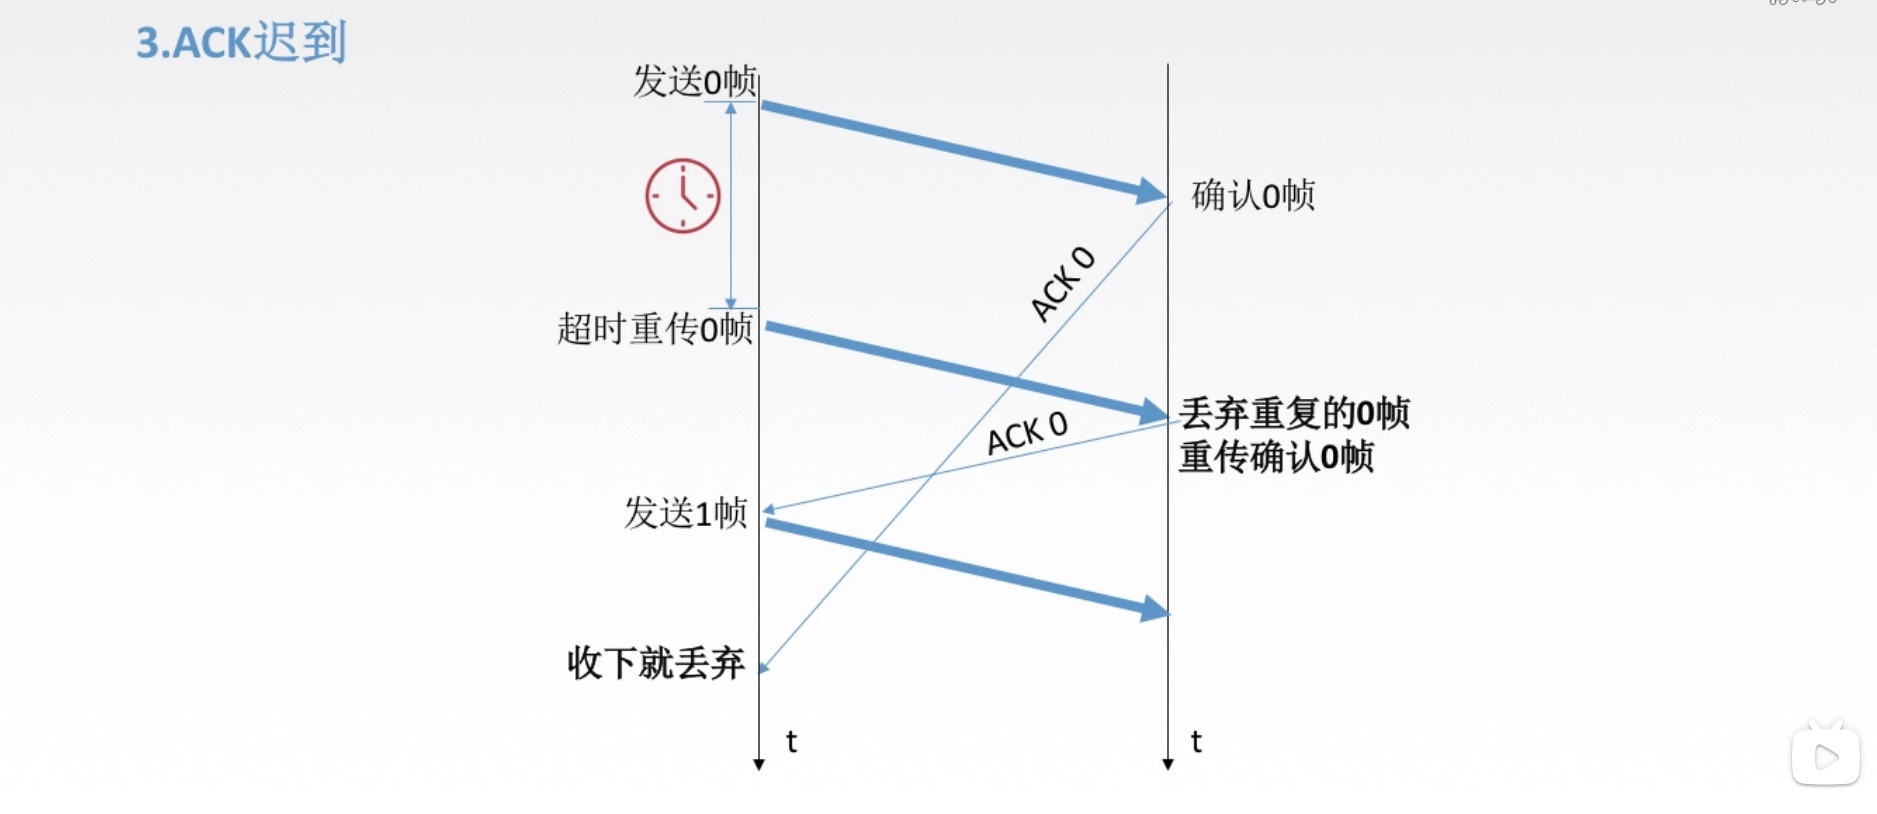 3.ACK迟到
发送0帧
确认0帧
ACK 0
超时重传0帧
丢弃重复的0帧
重传确认0帧
ACK 0
发送1帧
收下就丢弃
t
t